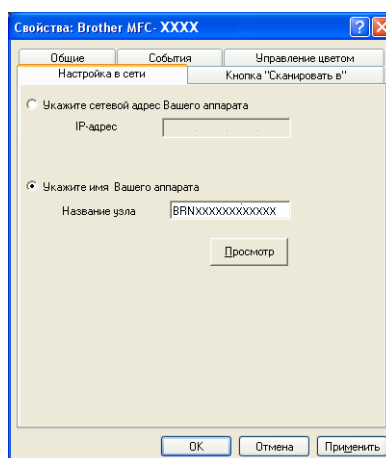 Свойства: Brother MFC- XXXX
Общие События Управление цветом
Настройка в сети Кнопка "Сканировать в"
Укажите сетевой адрес Вашего аппарата
IP-адрес
Укажите имя Вашего аппарата
Название узла BRNXXXXXXXXXXXX
Просмотр
OK Отмена Применить